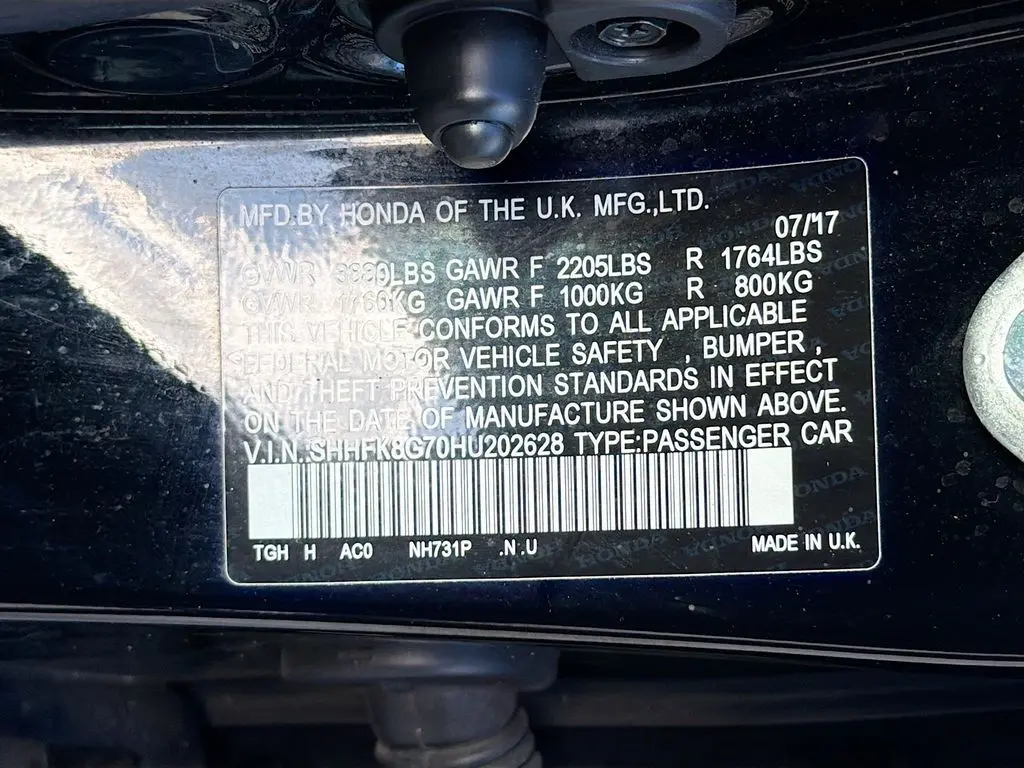 MFD.BY HONDA OF THE U.K. MFG.,LTD.
07/17
GVWR 3880LBS GAWR F 2205LBS R 1764LBS
GVWR 1760KG GAWR F 1000KG R 800KG
THIS VEHICLE CONFORMS TO ALL APPLICABLE
FEDERAL MOTOR VEHICLE SAFETY , BUMPER ,
AND THEFT PREVENTION STANDARDS IN EFFECT
ON THE DATE OF MANUFACTURE SHOWN ABOVE.
V.I.N.:SHHFK8G70HU202628 TYPE:PASSENGER CAR
TGH H AC0 NH731P .N .U MADE IN U.K.